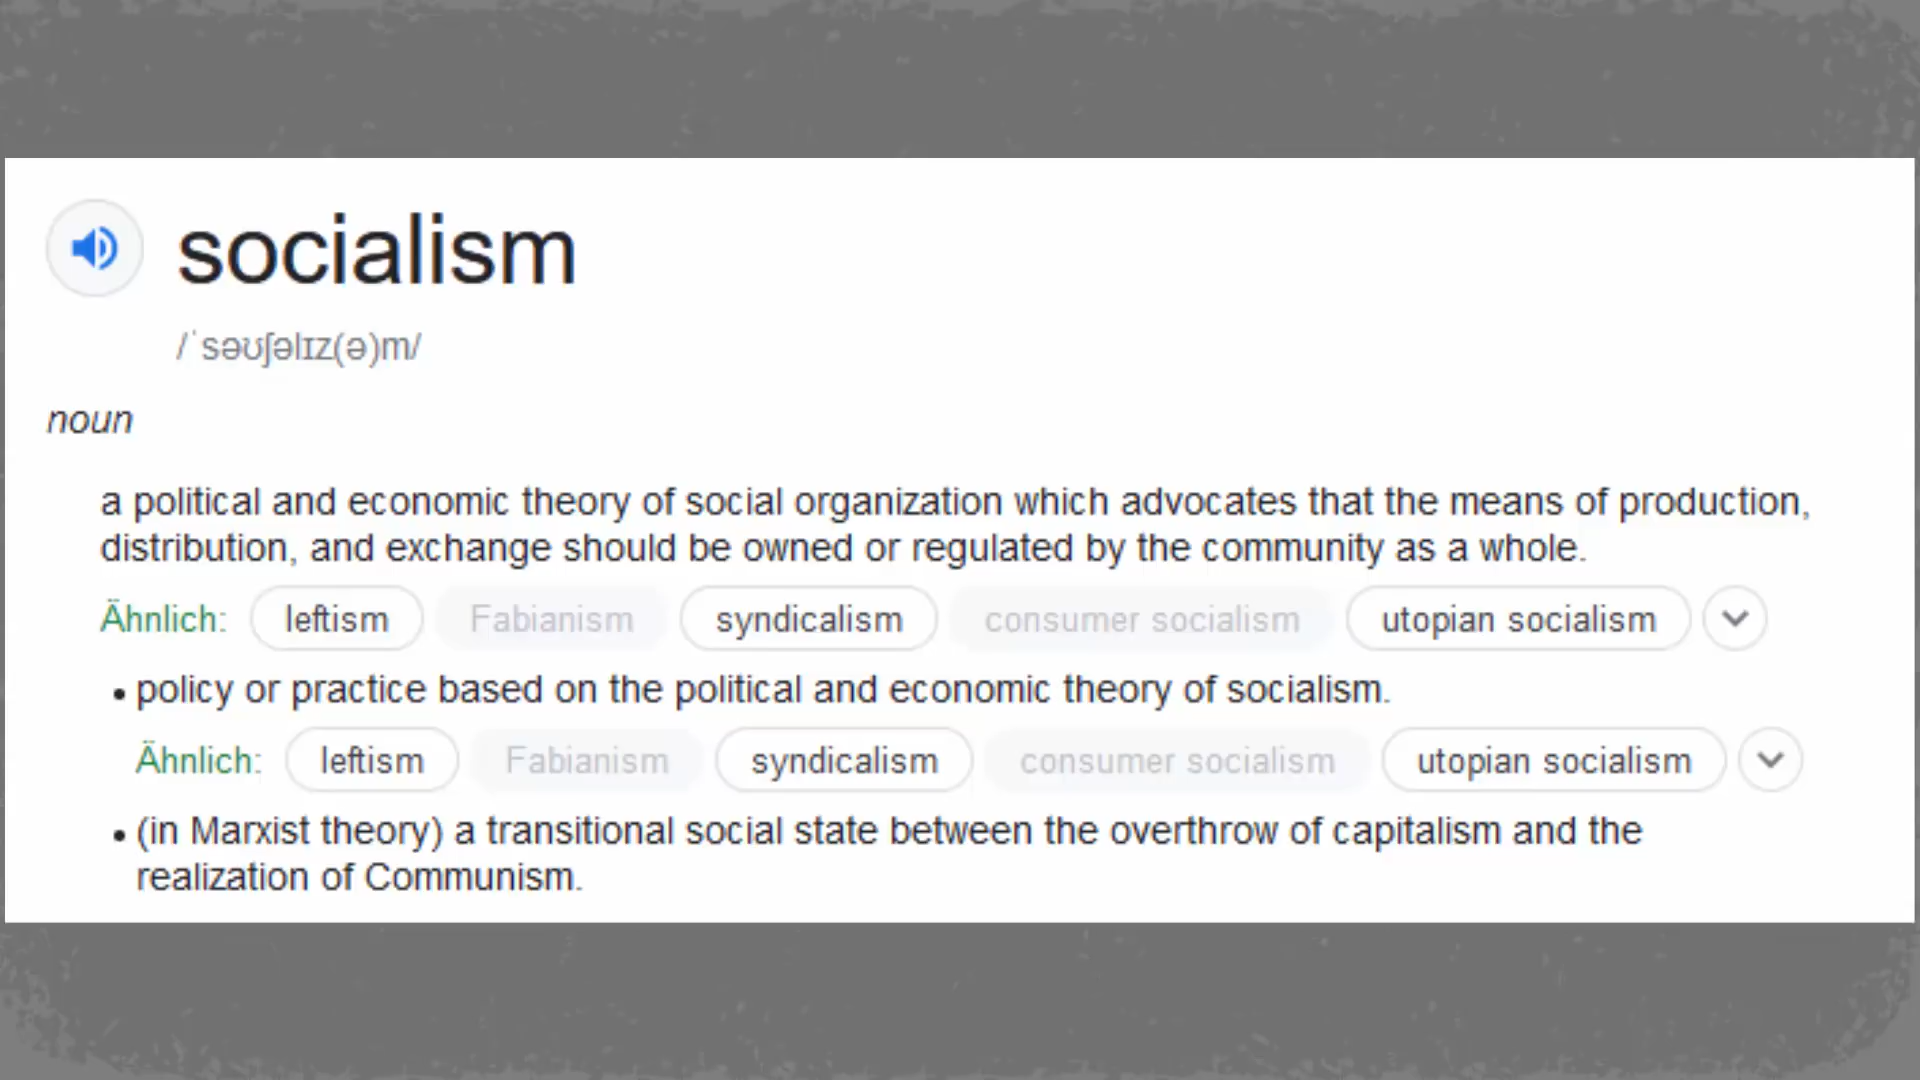 socialism
/ˈsəʊʃəlɪz(ə)m/
noun
a political and economic theory of social organization which advocates that the means of production,
distribution, and exchange should be owned or regulated by the community as a whole.
Ähnlich: leftism Fabianism syndicalism consumer socialism utopian socialism
• policy or practice based on the political and economic theory of socialism.
Ähnlich: leftism Fabianism syndicalism consumer socialism utopian socialism
• (in Marxist theory) a transitional social state between the overthrow of capitalism and the
realization of Communism.